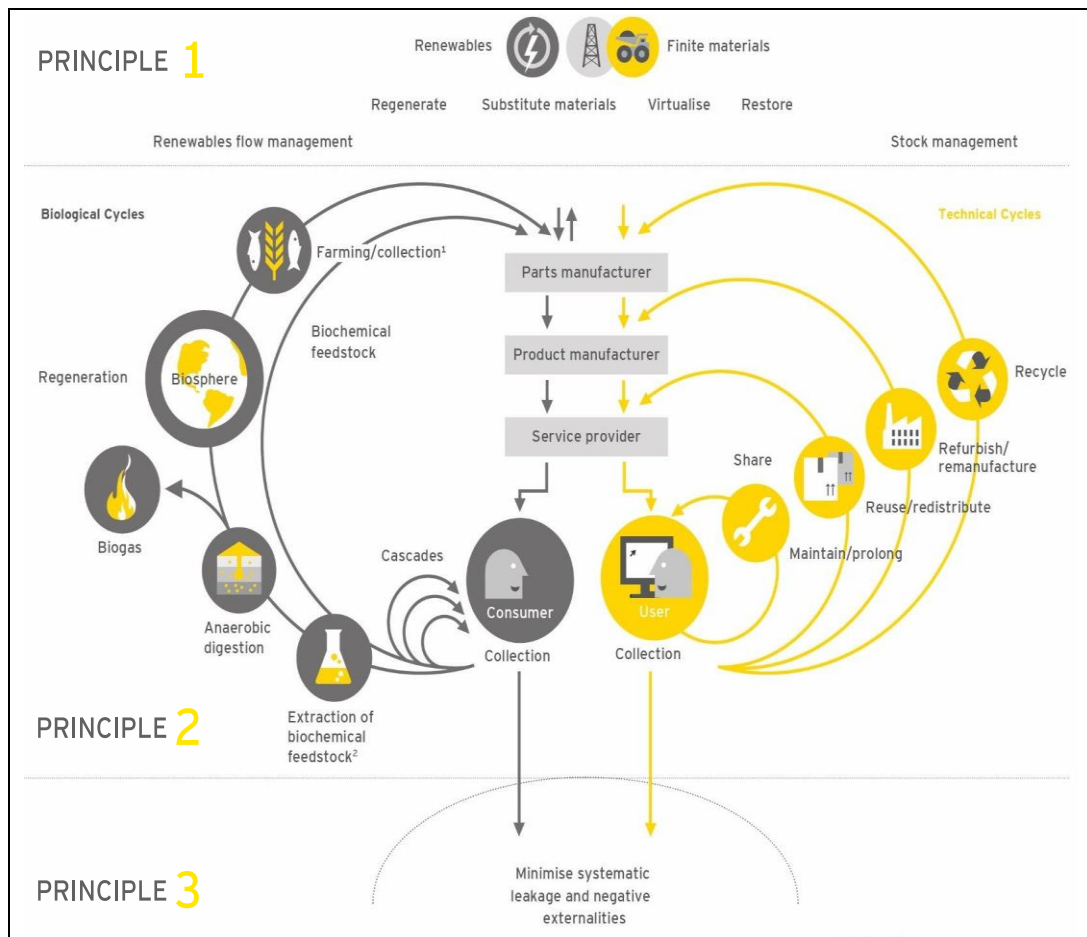 PRINCIPLE 1
Renewables
Finite materials
Regenerate
Substitute materials
Virtualise
Restore
Renewables flow management
Stock management
Biological Cycles
Technical Cycles
Farming/collection¹
Parts manufacturer
Biochemical
feedstock
Product manufacturer
Regeneration
Biosphere
Recycle
Service provider
Share
Refurbish/
remanufacture
Reuse/redistribute
Biogas
Cascades
Maintain/prolong
Consumer
User
Anaerobic
digestion
Collection
Collection
Extraction of
biochemical
feedstock²
PRINCIPLE 2
Minimise systematic
leakage and negative
externalities
PRINCIPLE 3